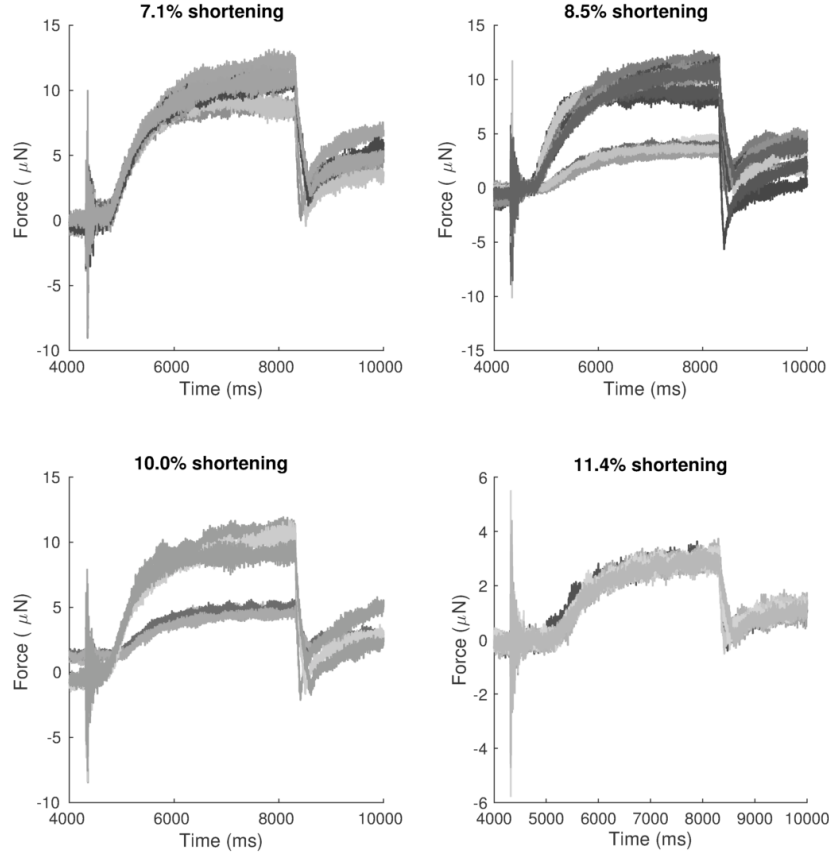 7.1% shortening
15
10
5
0
-5
-10
Force ( μN)
4000 6000 8000 10000
Time (ms)
8.5% shortening
15
10
5
0
-5
-10
-15
Force ( μN)
4000 6000 8000 10000
Time (ms)
10.0% shortening
15
10
5
0
-5
-10
Force ( μN)
4000 6000 8000 10000
Time (ms)
11.4% shortening
6
4
2
0
-2
-4
-6
Force (μN)
4000 5000 6000 7000 8000 9000 10000
Time (ms)